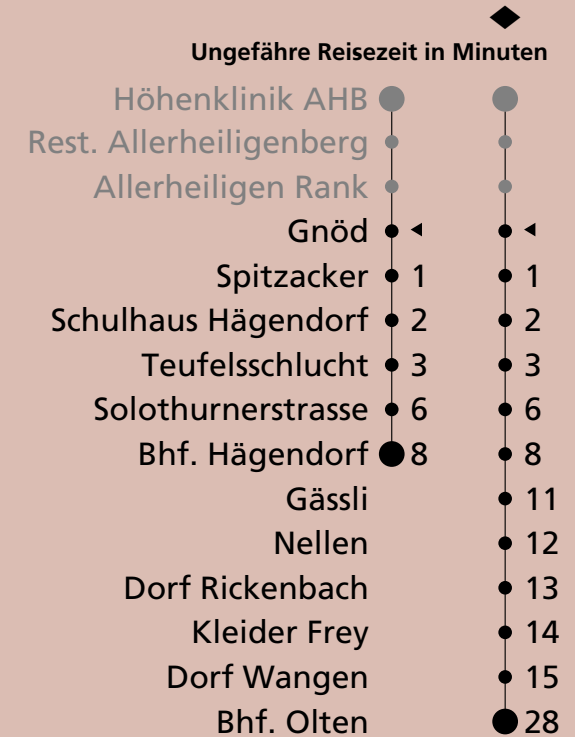 Ungefähre Reisezeit in Minuten
Höhenklinik AHB
Rest. Allerheiligenberg
Allerheiligen Rank
Gnöd
Spitzacker 1 1
Schulhaus Hägendorf 2 2
Teufelsschlucht 3 3
Solothurnerstrasse 6 6
Bhf. Hägendorf 8 8
Gässli 11
Nellen 12
Dorf Rickenbach 13
Kleider Frey 14
Dorf Wangen 15
Bhf. Olten 28